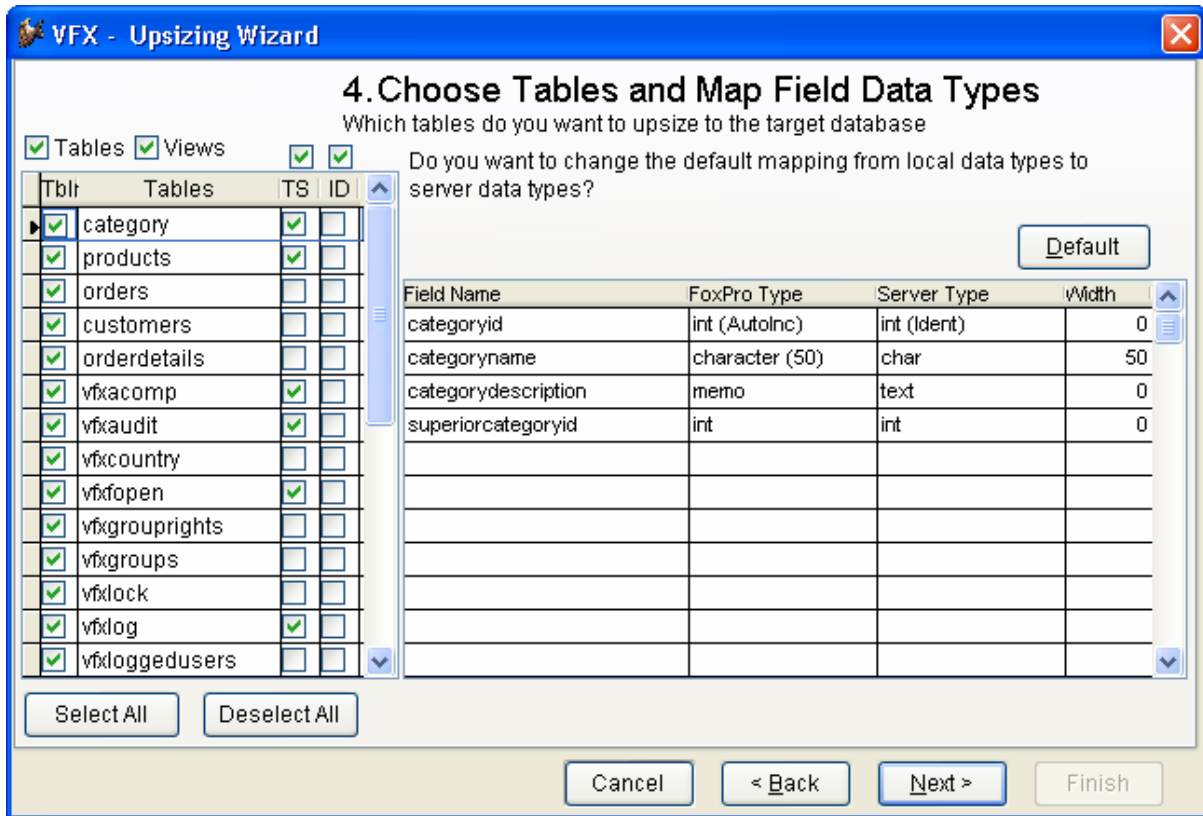 VFX - Upsizing Wizard
4. Choose Tables and Map Field Data Types
Which tables do you want to upsize to the target database
Tables Views
Do you want to change the default mapping from local data types to
server data types?
Tables TS ID
category
products
orders
customers
orderdetails
vfxacomp
vfxaudit
vfxcountry
vfxfopen
vfxgrouprights
vfxgroups
vfxlock
vfxlog
vfxloggedusers
Default
Field Name FoxPro Type Server Type Width
categoryid int (AutoInc) int (Ident) 0
categoryname character (50) char 50
categorydescription memo text 0
superiorcategoryid int int 0
Select All Deselect All
Cancel < Back Next > Finish